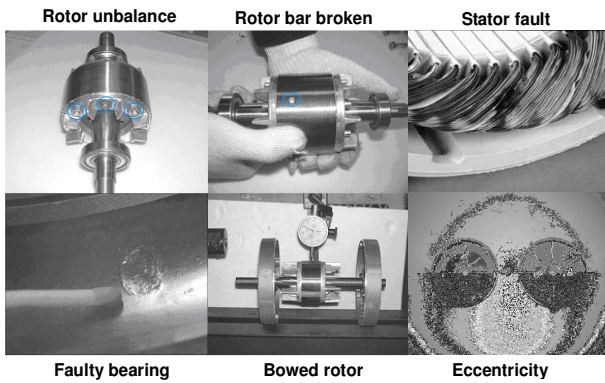 Rotor unbalance
Rotor bar broken
Stator fault
Faulty bearing
Bowed rotor
Eccentricity